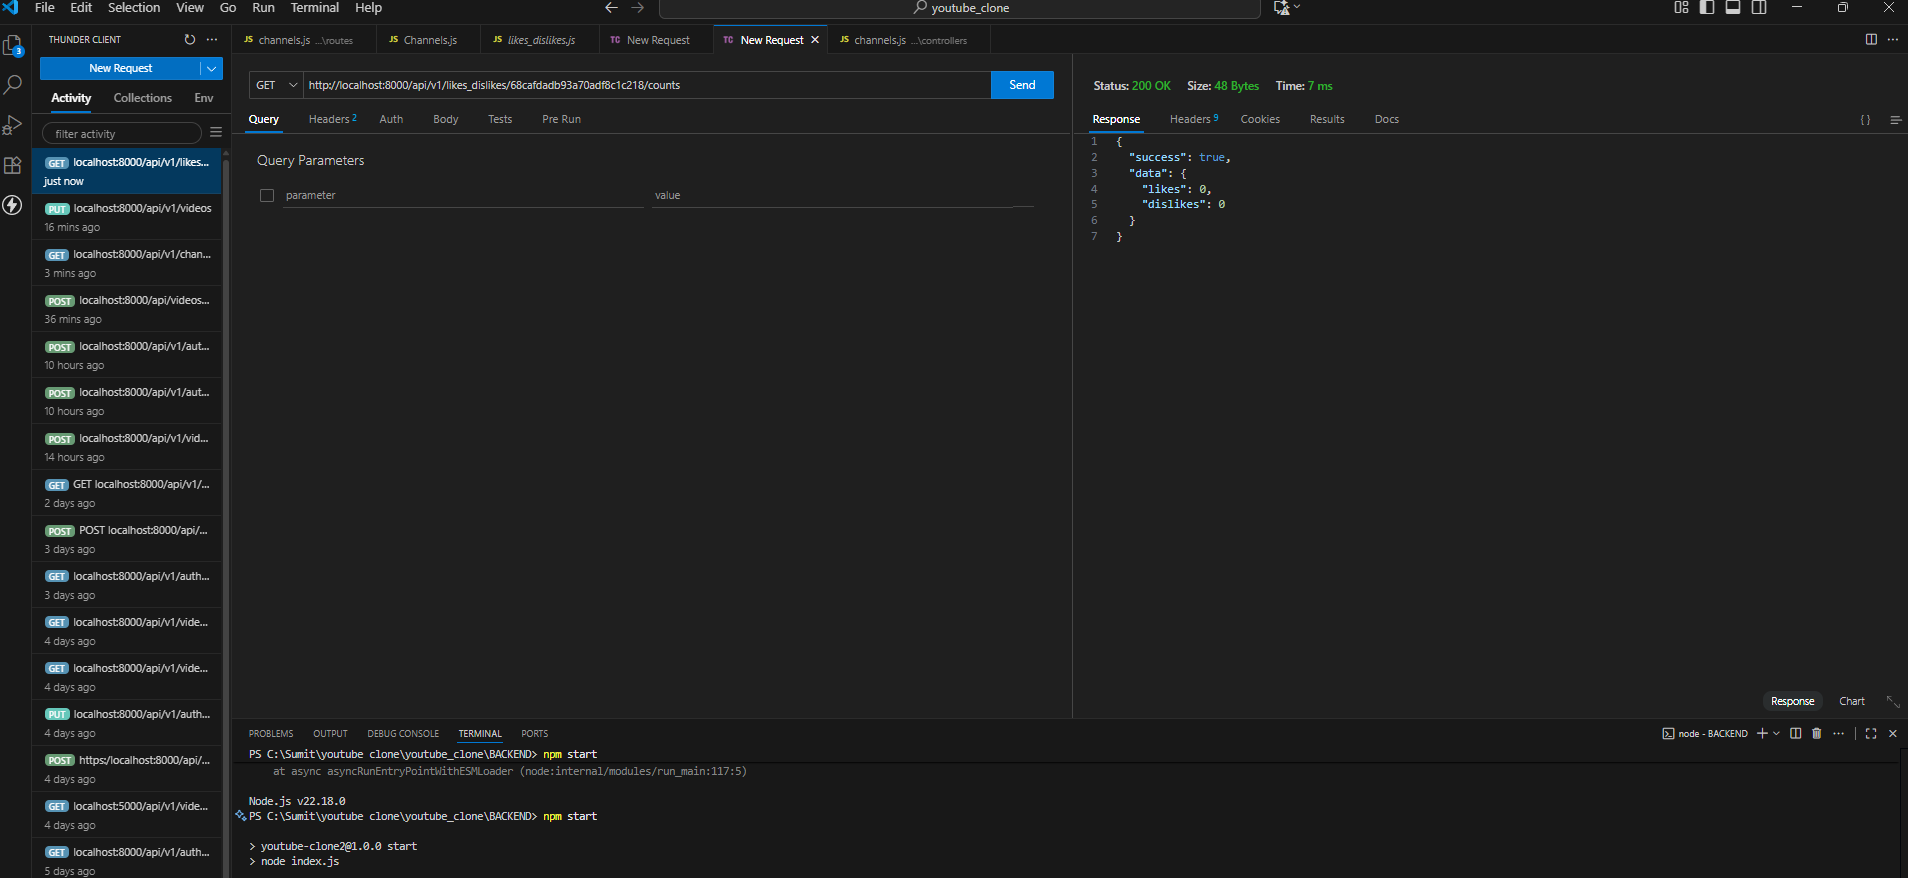 File Edit Selection View Go Run Terminal Help
youtube_clone
THUNDER CLIENT
New Request
Activity Collections Env
filter activity
GET localhost:8000/api/v1/likes...
just now
PUT localhost:8000/api/v1/videos
16 mins ago
GET localhost:8000/api/v1/chan...
3 mins ago
POST localhost:8000/api/videos...
36 mins ago
POST localhost:8000/api/v1/aut...
10 hours ago
POST localhost:8000/api/v1/aut...
10 hours ago
POST localhost:8000/api/v1/vid...
14 hours ago
GET GET localhost:8000/api/v1/...
2 days ago
POST POST localhost:8000/api/...
3 days ago
GET localhost:8000/api/v1/auth...
3 days ago
GET localhost:8000/api/v1/vide...
4 days ago
GET localhost:8000/api/v1/vide...
4 days ago
PUT localhost:8000/api/v1/auth...
4 days ago
POST https:/localhost:8000/api/...
4 days ago
GET localhost:5000/api/v1/vide...
4 days ago
GET localhost:8000/api/v1/auth...
5 days ago
3
JS channels.js ...\routes
JS Channels.js
JS likes_dislikes.js
TC New Request
TC New Request
JS channels.js ...\controllers
GET http://localhost:8000/api/v1/likes_dislikes/68cafdadb93a70adf8c1c218/counts Send
Query Headers 2 Auth Body Tests Pre Run
Query Parameters
parameter value
Status: 200 OK Size: 48 Bytes Time: 7 ms
Response Headers 9 Cookies Results Docs { }
1 {
2 "success": true,
3 "data": {
4 "likes": 0,
5 "dislikes": 0
6 }
7 }
Response Chart
PROBLEMS OUTPUT DEBUG CONSOLE TERMINAL PORTS
node - BACKEND
PS C:\Sumit\youtube clone\youtube_clone\BACKEND> npm start
at async asyncRunEntryPointWithESMLoader (node:internal/modules/run_main:117:5)
Node.js v22.18.0
PS C:\Sumit\youtube clone\youtube_clone\BACKEND> npm start
> youtube-clone2@1.0.0 start
> node index.js